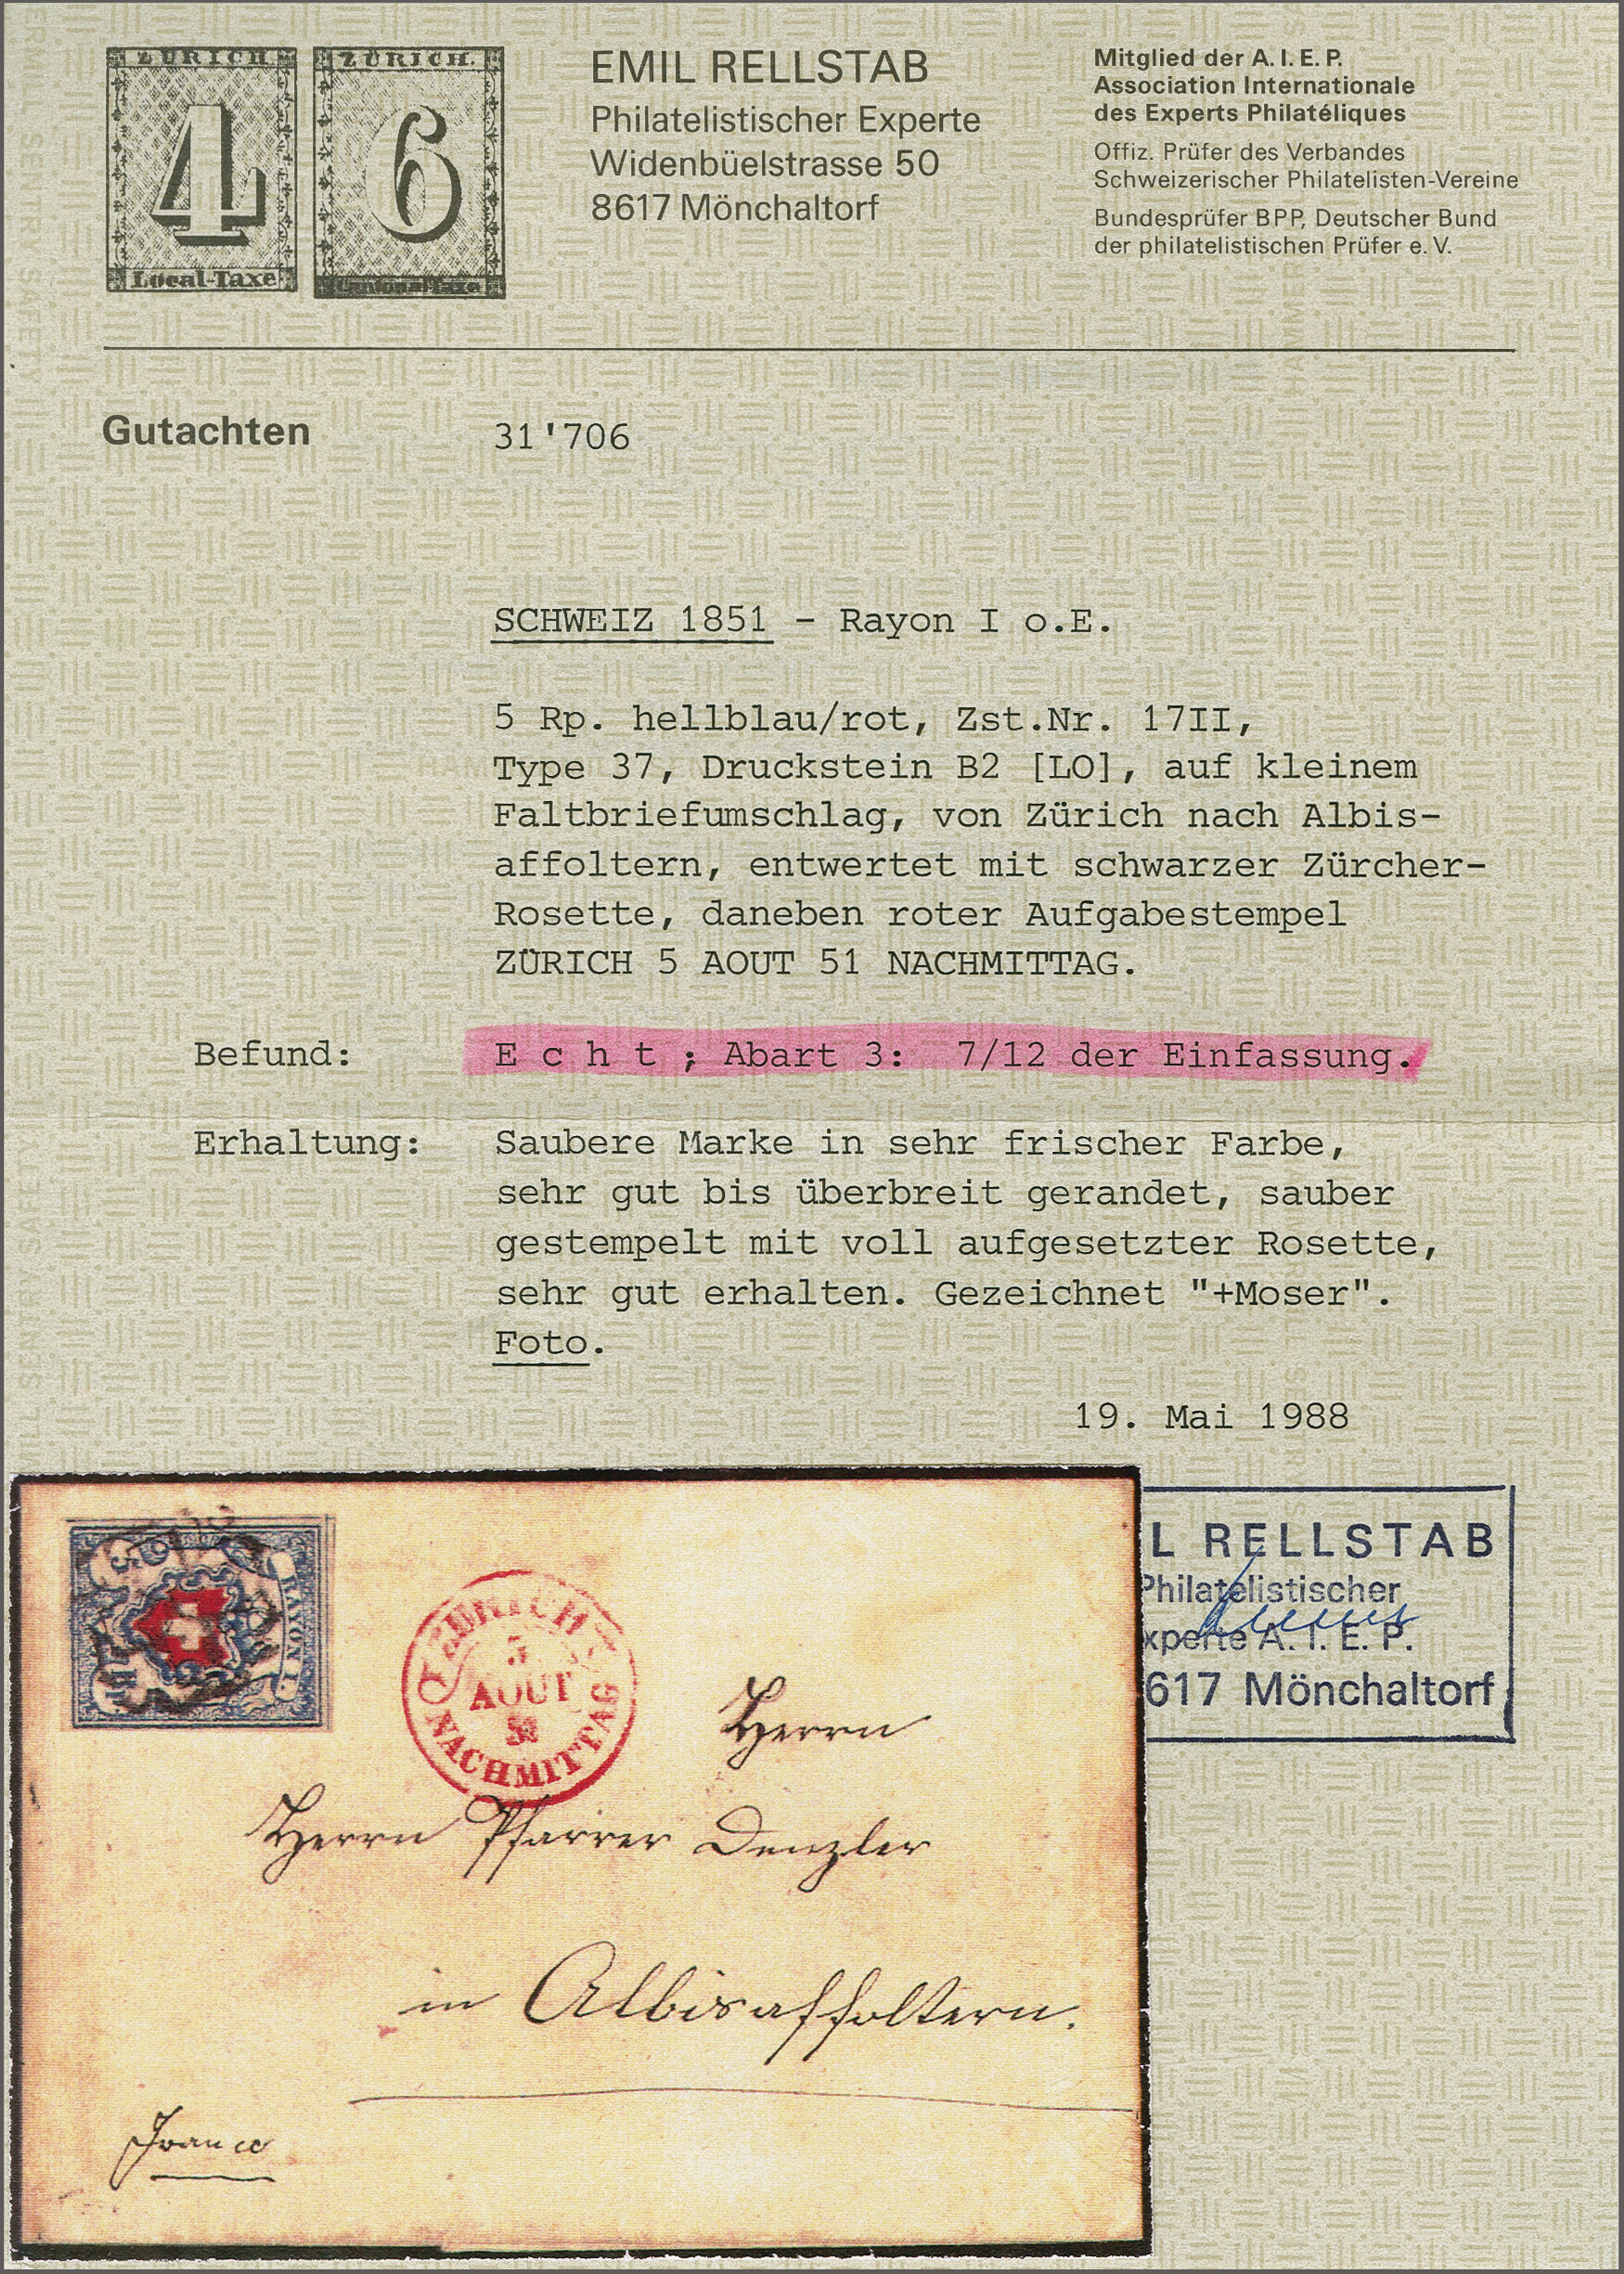 ZÜRICH
4
Local-Taxe
ZÜRICH.
6
Cantonal-Taxe
EMIL RELLSTAB
Philatelistischer Experte
Widenbüelstrasse 50
8617 Mönchaltorf
Mitglied der A. I. E. P.
Association Internationale
des Experts Philatéliques
Offiz. Prüfer des Verbandes
Schweizerischer Philatelisten-Vereine
Bundesprüfer BPP, Deutscher Bund
der philatelistischen Prüfer e. V.
Gutachten 31'706
SCHWEIZ 1851 - Rayon I o.E.
5 Rp. hellblau/rot, Zst.Nr. 17II,
Type 37, Druckstein B2 [LO], auf kleinem
Faltbriefumschlag, von Zürich nach Albis-
affoltern, entwertet mit schwarzer Zürcher-
Rosette, daneben roter Aufgabestempel
ZÜRICH 5 AOUT 51 NACHMITTAG.
Befund: E c h t ; Abart 3: 7/12 der Einfassung.
Erhaltung: Saubere Marke in sehr frischer Farbe,
sehr gut bis überbreit gerandet, sauber
gestempelt mit voll aufgesetzter Rosette,
sehr gut erhalten. Gezeichnet "+Moser".
Foto.
19. Mai 1988
L RELLSTAB
Philatelistischer
xperte A. I. E. P.
617 Mönchaltorf
RAYON I.
ZÜRICH
5
AOUT
NACHMITTAG
Herrn
Herrn Pfarrer Denzler
in Albisaffoltern.
Franco